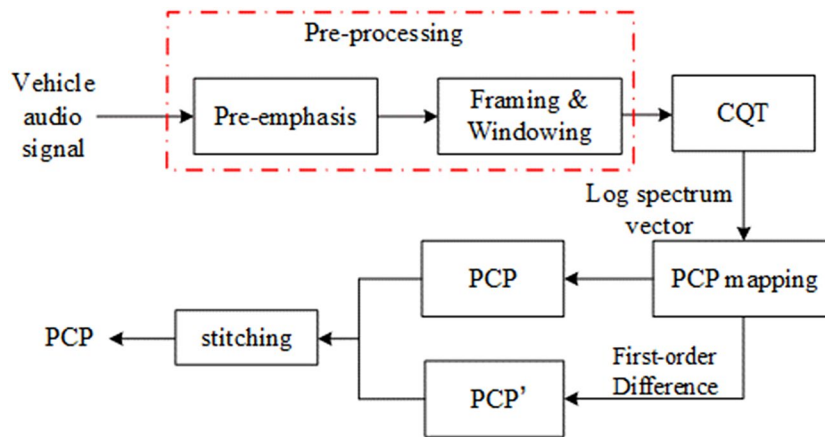 Pre-processing
Vehicle
audio
signal
Pre-emphasis
Framing &
Windowing
CQT
Log spectrum
vector
PCP mapping
PCP
First-order
Difference
PCP’
stitching
PCP